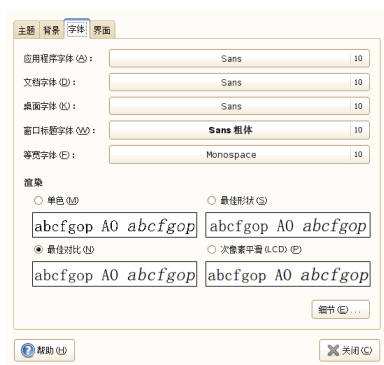 主题 背景 字体 界面
应用程序字体(A)： Sans 10
文档字体(D)： Sans 10
桌面字体(K)： Sans 10
窗口标题字体(W)： Sans 粗体 10
等宽字体(F)： Monospace 10
渲染
单色(M) 最佳形状(S)
abcfgop AO abcfgop abcfgop AO abcfgop
最佳对比(N) 次像素平滑(LCD)(P)
abcfgop AO abcfgop abcfgop AO abcfgop
细节(E)...
帮助(H) 关闭(C)